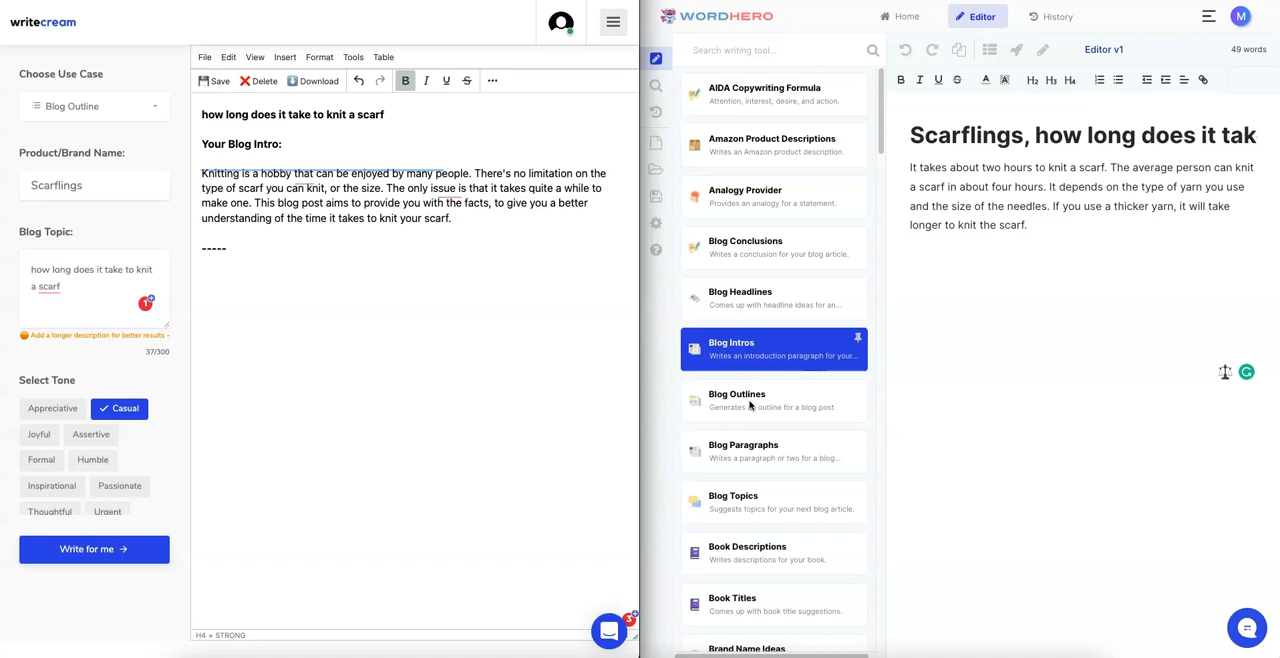 writecream
Choose Use Case
Blog Outline
Product/Brand Name:
Scarflings
Blog Topic:
how long does it take to knit
a scarf
1
Add a longer description for better results -
37/300
Select Tone
Appreciative
Casual
Joyful
Assertive
Formal
Humble
Inspirational
Passionate
Thoughtful
Urgent
Write for me →
File Edit View Insert Format Tools Table
Save Delete Download B I U S ...
how long does it take to knit a scarf
Your Blog Intro:
Knitting is a hobby that can be enjoyed by many people. There's no limitation on the
type of scarf you can knit, or the size. The only issue is that it takes quite a while to
make one. This blog post aims to provide you with the facts, to give you a better
understanding of the time it takes to knit your scarf.
-----
H4 » STRONG
3
WORDHERO
Home
Editor
History
M
Search writing tool...
AIDA Copywriting Formula
Attention, interest, desire, and action.
Amazon Product Descriptions
Writes an Amazon product description.
Analogy Provider
Provides an analogy for a statement.
Blog Conclusions
Writes a conclusion for your blog article.
Blog Headlines
Comes up with headline ideas for an...
Blog Intros
Writes an introduction paragraph for your...
Blog Outlines
Generates an outline for a blog post.
Blog Paragraphs
Writes a paragraph or two for a blog...
Blog Topics
Suggests topics for your next blog article.
Book Descriptions
Writes descriptions for your book.
Book Titles
Comes up with book title suggestions.
Brand Name Ideas
Editor v1
49 words
B I U S A A H2 H3 H4
Scarflings, how long does it tak
It takes about two hours to knit a scarf. The average person can knit
a scarf in about four hours. It depends on the type of yarn you use
and the size of the needles. If you use a thicker yarn, it will take
longer to knit the scarf.